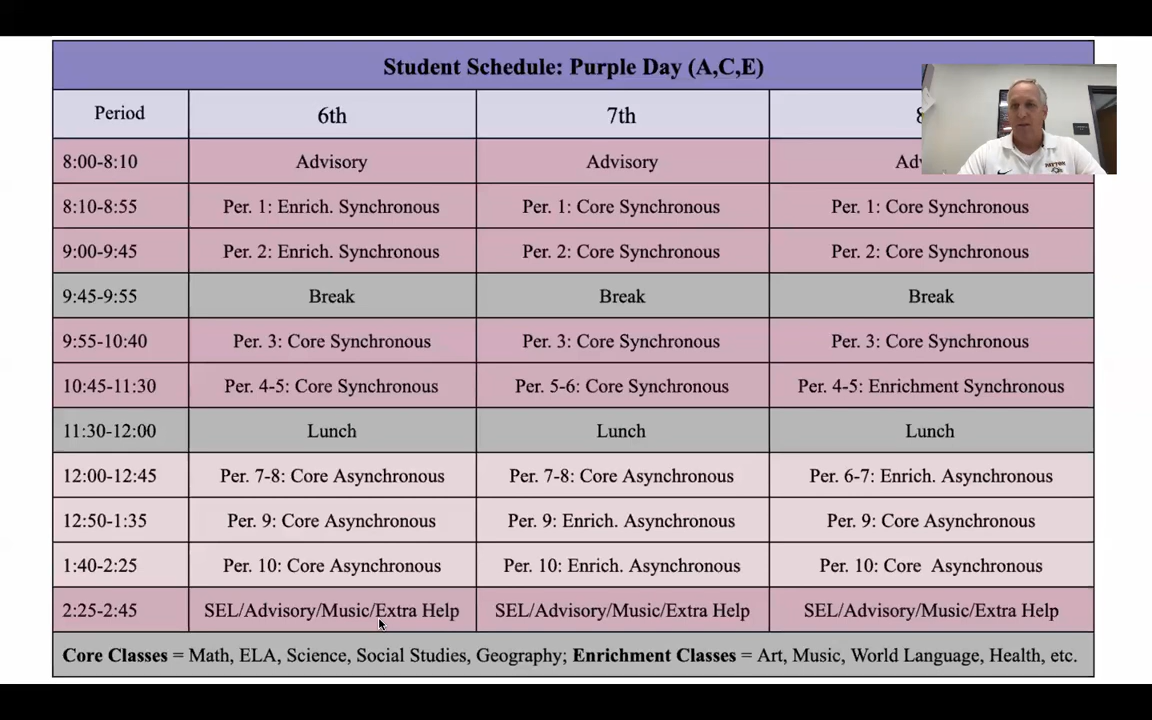 Student Schedule: Purple Day (A,C,E)
Period 6th 7th
8:00-8:10 Advisory Advisory
8:10-8:55 Per. 1: Enrich. Synchronous Per. 1: Core Synchronous Per. 1: Core Synchronous
9:00-9:45 Per. 2: Enrich. Synchronous Per. 2: Core Synchronous Per. 2: Core Synchronous
9:45-9:55 Break Break Break
9:55-10:40 Per. 3: Core Synchronous Per. 3: Core Synchronous Per. 3: Core Synchronous
10:45-11:30 Per. 4-5: Core Synchronous Per. 5-6: Core Synchronous Per. 4-5: Enrichment Synchronous
11:30-12:00 Lunch Lunch Lunch
12:00-12:45 Per. 7-8: Core Asynchronous Per. 7-8: Core Asynchronous Per. 6-7: Enrich. Asynchronous
12:50-1:35 Per. 9: Core Asynchronous Per. 9: Enrich. Asynchronous Per. 9: Core Asynchronous
1:40-2:25 Per. 10: Core Asynchronous Per. 10: Enrich. Asynchronous Per. 10: Core Asynchronous
2:25-2:45 SEL/Advisory/Music/Extra Help SEL/Advisory/Music/Extra Help SEL/Advisory/Music/Extra Help
Core Classes = Math, ELA, Science, Social Studies, Geography; Enrichment Classes = Art, Music, World Language, Health, etc.